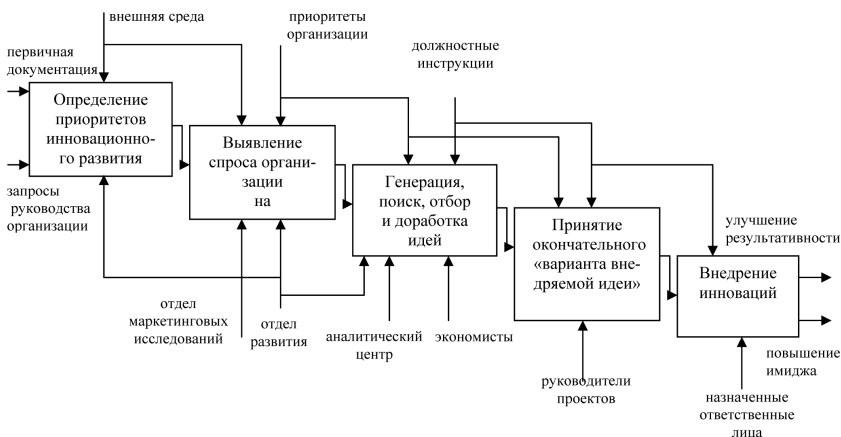 внешняя среда
приоритеты
организации
должностные
инструкции
первичная
документация
Определение
приоритетов
инновационно-
го развития
запросы
руководства
организации
Выявление
спроса органи-
зации
на
Генерация,
поиск, отбор
и доработка
идей
Принятие
окончательного
«варианта вне-
дряемой идеи»
улучшение
результативности
Внедрение
инноваций
отдел
маркетинговых
исследований
отдел
развития
аналитический
центр
экономисты
руководители
проектов
повышение
имиджа
назначенные
ответственные
лица